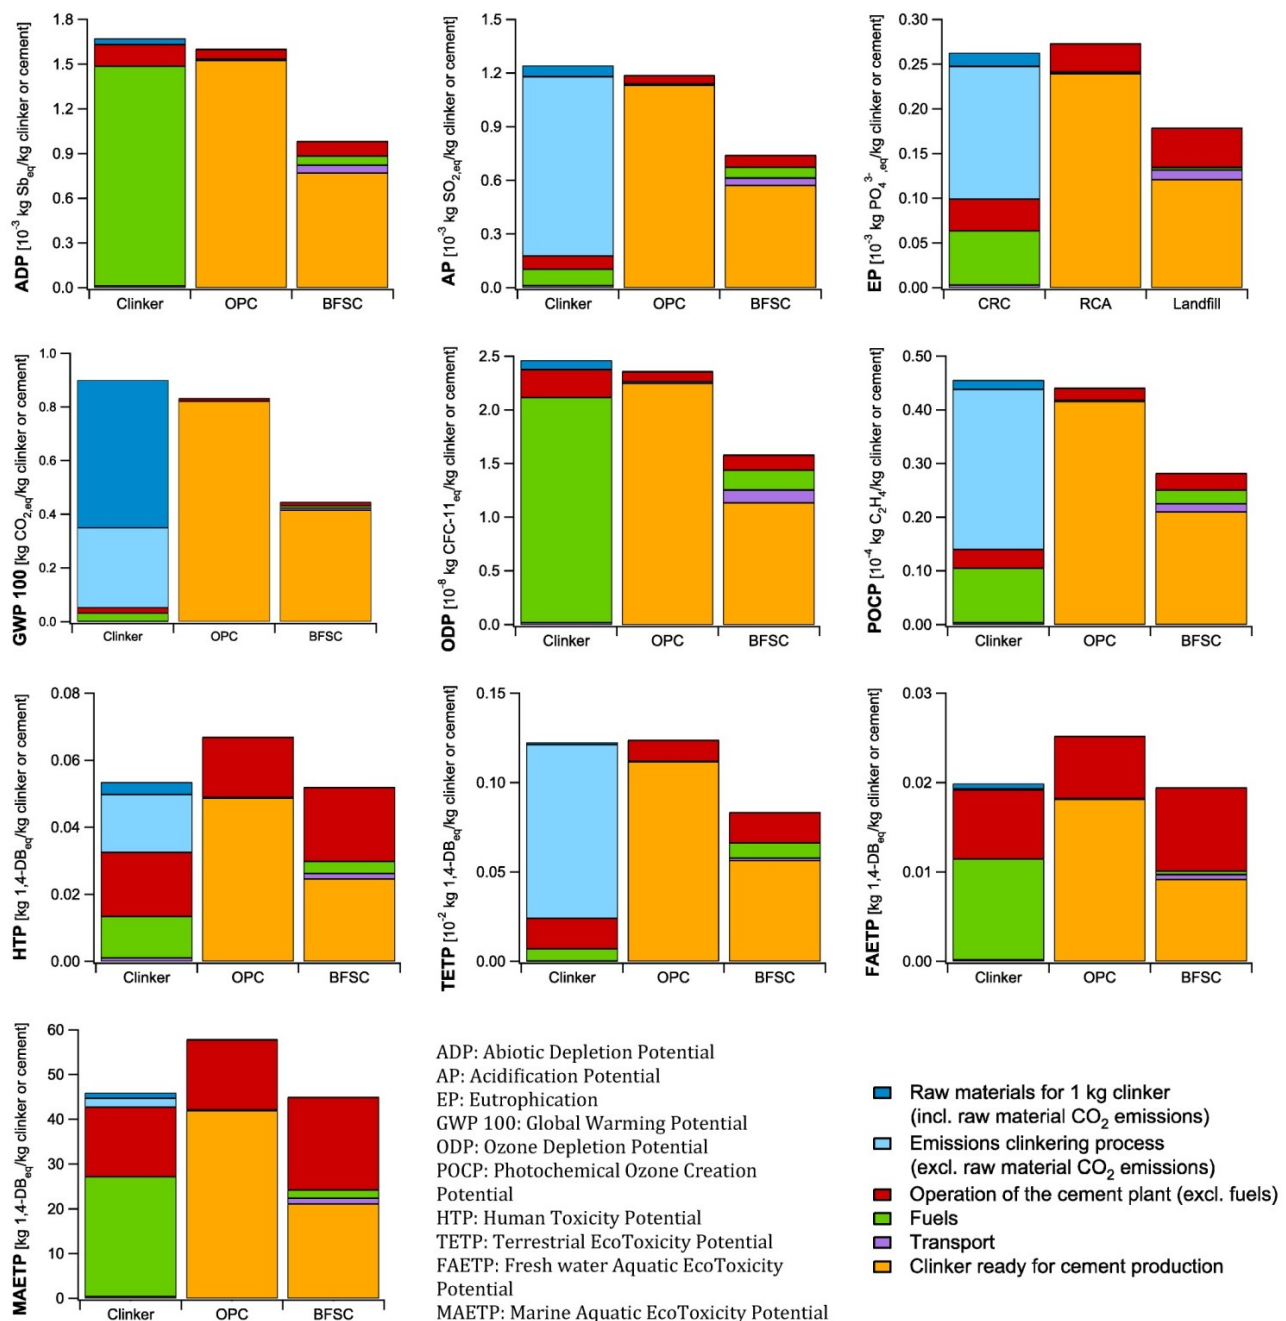 ADP [10⁻³ kg Sb_eq/kg clinker or cement]
1.8
1.5
1.2
0.9
0.6
0.3
0.0
Clinker OPC BFSC
AP [10⁻³ kg SO₂,eq/kg clinker or cement]
1.5
1.2
0.9
0.6
0.3
0.0
Clinker OPC BFSC
EP [10⁻³ kg PO₄³⁻,eq/kg clinker or cement]
0.30
0.25
0.20
0.15
0.10
0.05
0.00
CRC RCA Landfill
GWP 100 [kg CO₂,eq/kg clinker or cement]
1.0
0.8
0.6
0.4
0.2
0.0
Clinker OPC BFSC
ODP [10⁻⁸ kg CFC-11eq/kg clinker or cement]
2.5
2.0
1.5
1.0
0.5
0.0
Clinker OPC BFSC
POCP [10⁻⁴ kg C₂H₄/kg clinker or cement]
0.50
0.40
0.30
0.20
0.10
0.00
Clinker OPC BFSC
HTP [kg 1,4-DBeq/kg clinker or cement]
0.08
0.06
0.04
0.02
0.00
Clinker OPC BFSC
TETP [10⁻² kg 1,4-DBeq/kg clinker or cement]
0.15
0.10
0.05
0.00
Clinker OPC BFSC
FAETP [kg 1,4-DBeq/kg clinker or cement]
0.03
0.02
0.01
0.00
Clinker OPC BFSC
MAETP [kg 1,4-DBeq/kg clinker or cement]
60
50
40
30
20
10
0
Clinker OPC BFSC
ADP: Abiotic Depletion Potential
AP: Acidification Potential
EP: Eutrophication
GWP 100: Global Warming Potential
ODP: Ozone Depletion Potential
POCP: Photochemical Ozone Creation
Potential
HTP: Human Toxicity Potential
TETP: Terrestrial EcoToxicity Potential
FAETP: Fresh water Aquatic EcoToxicity
Potential
MAETP: Marine Aquatic EcoToxicity Potential
Raw materials for 1 kg clinker
(incl. raw material CO₂ emissions)
Emissions clinkering process
(excl. raw material CO₂ emissions)
Operation of the cement plant (excl. fuels)
Fuels
Transport
Clinker ready for cement production